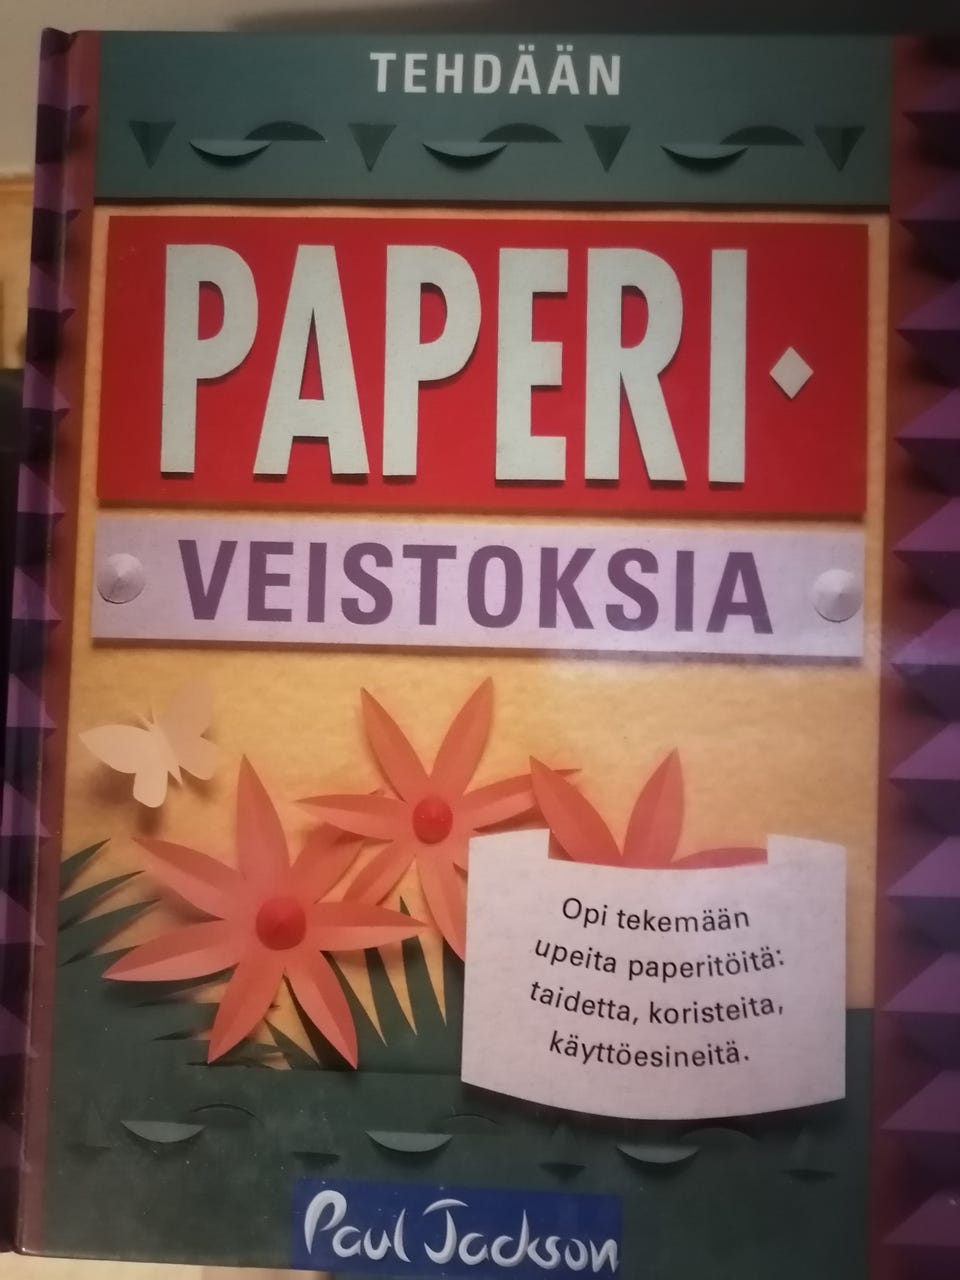 TEHDÄÄN
PAPERI-
VEISTOKSIA
Opi tekemään
upeita paperitöitä:
taidetta, koristeita,
käyttöesineitä.
Paul Jackson